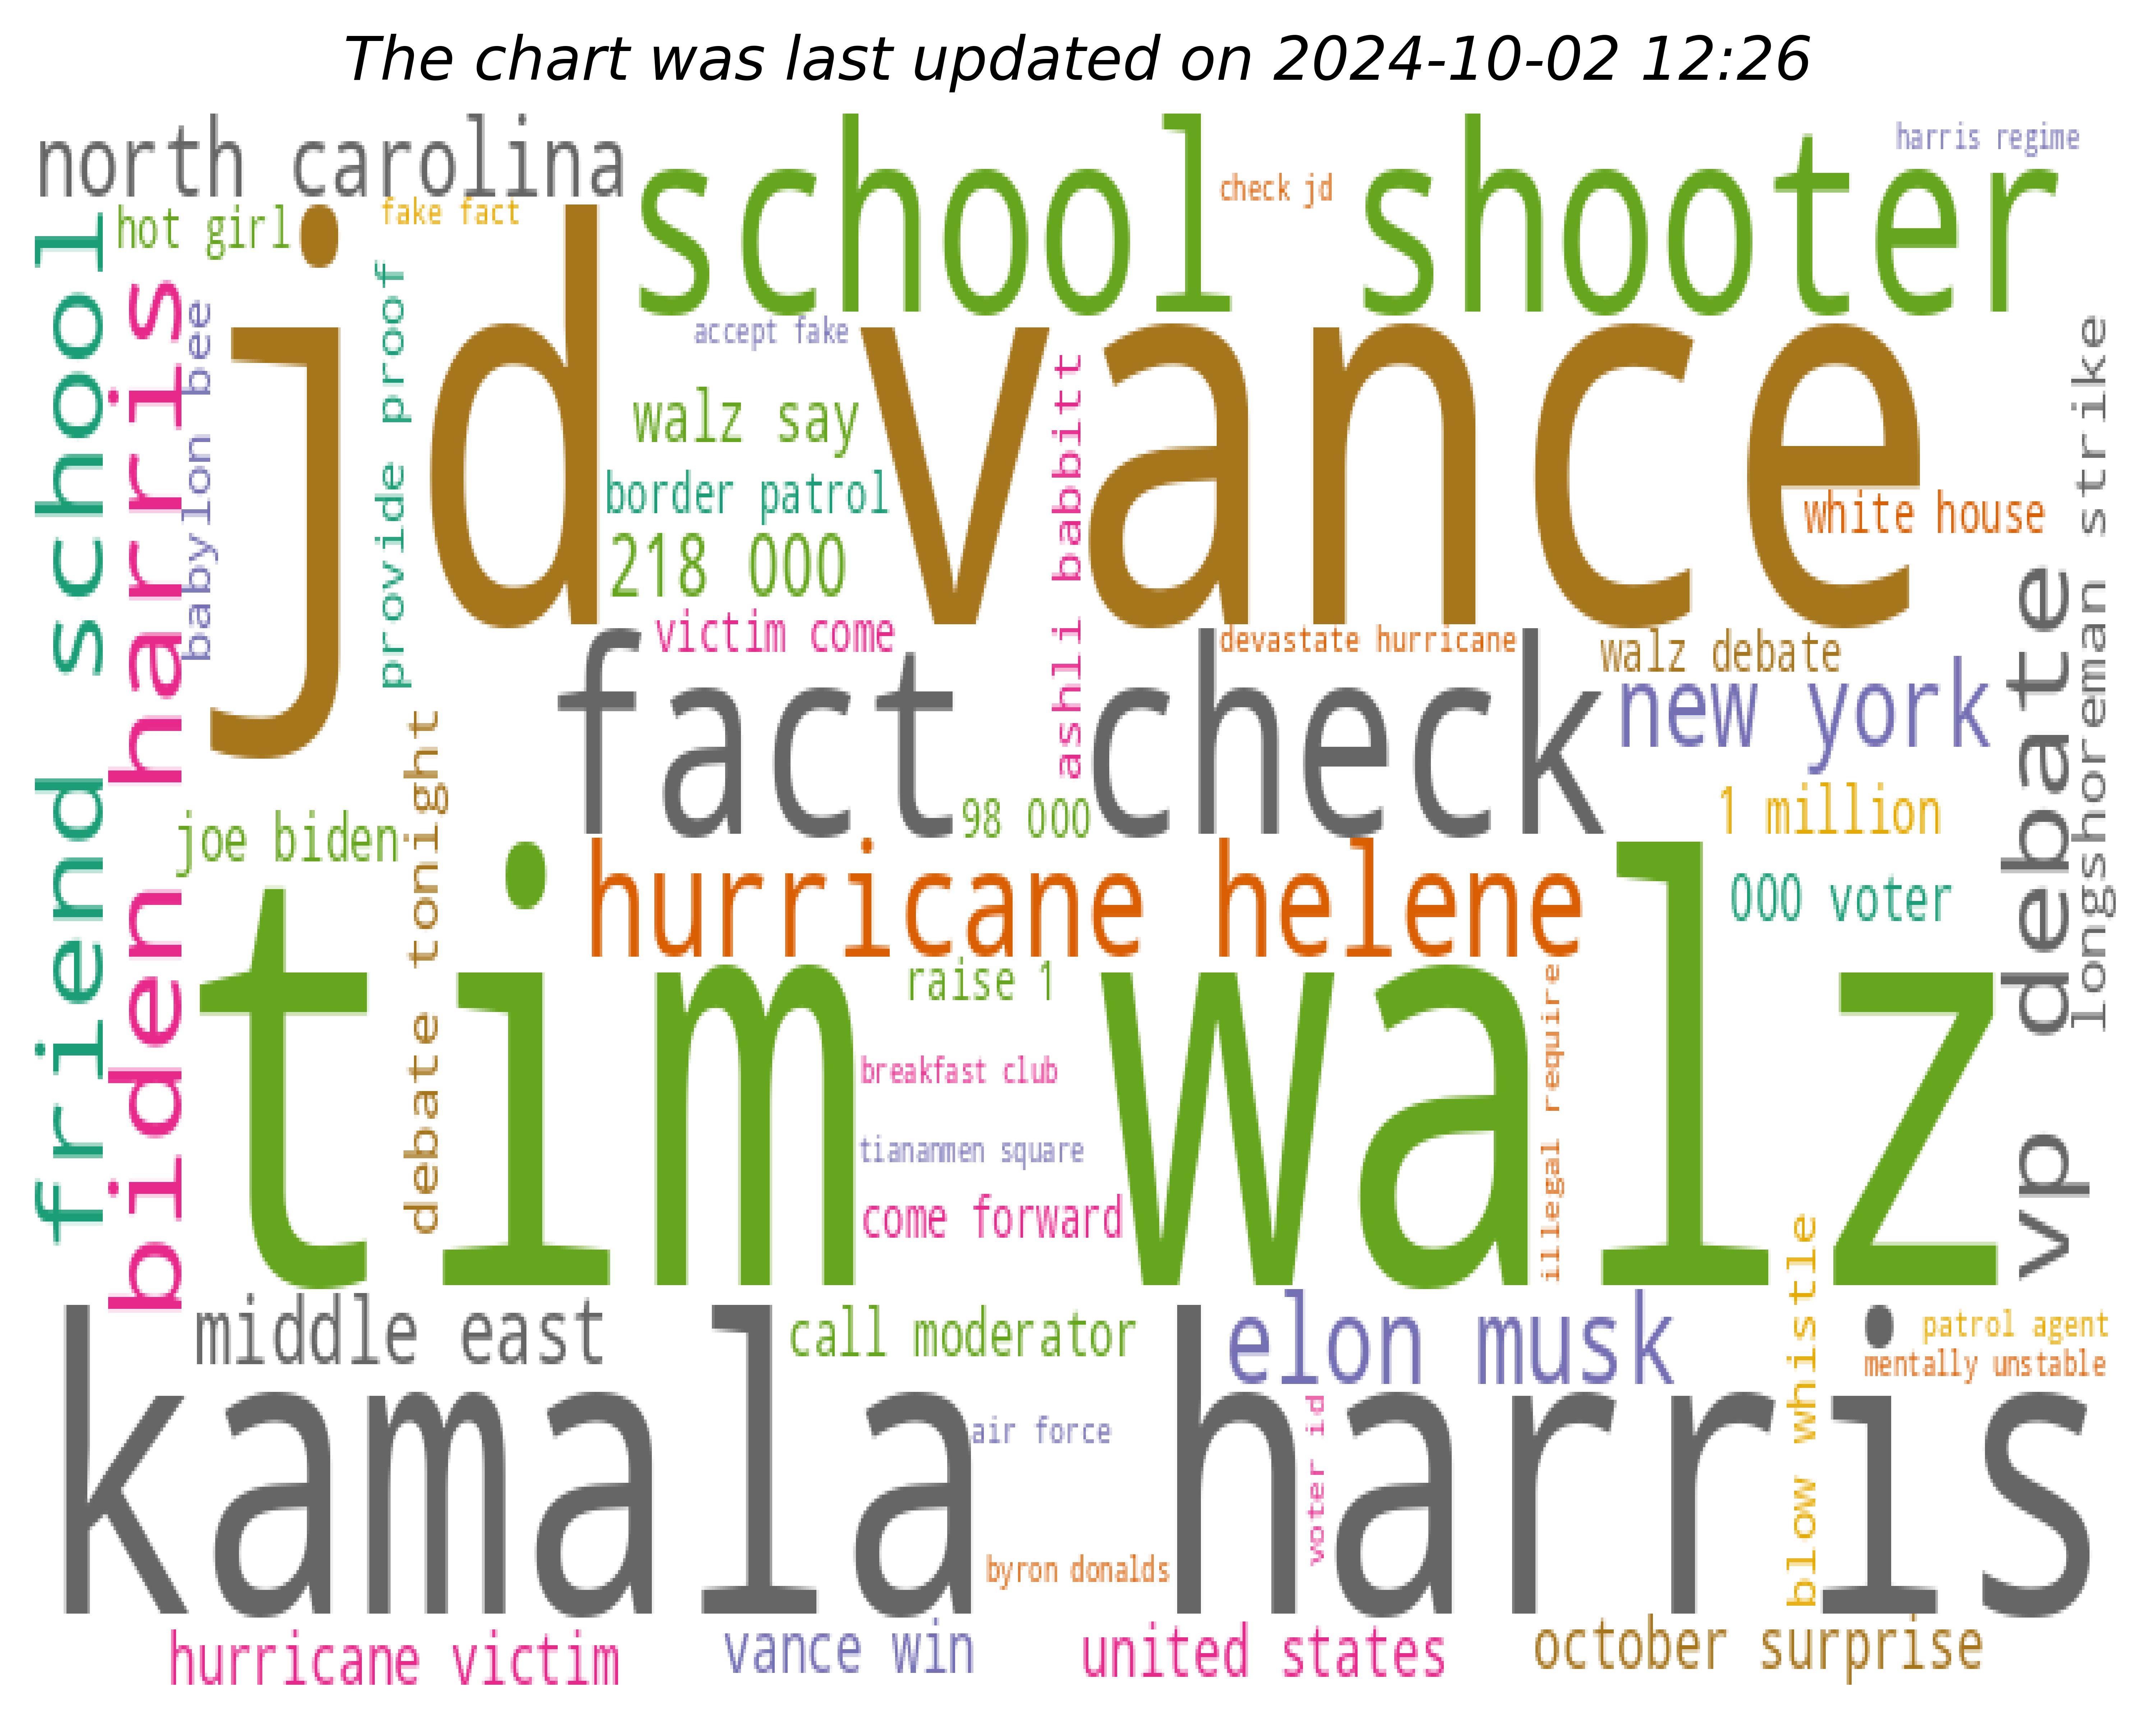 The chart was last updated on 2024-10-02 12:26
north carolina
school shooter
harris regime
check jd
hot girl
fake fact
friend school
biden harris
babylon bee
provide proof
jd vance
accept fake
walz say
border patrol
218 000
victim come
ashli babbitt
devastate hurricane
white house
longshoreman strike
walz debate
vp debate
fact check
new york
debate tonight
joe biden
98 000
1 million
hurricane helene
000 voter
tim walz
raise 1
breakfast club
tiananmen square
come forward
illegal require
blow whistle
middle east
call moderator
elon musk
patrol agent
mentally unstable
kamala harris
air force
voter id
byron donalds
hurricane victim
vance win
united states
october surprise